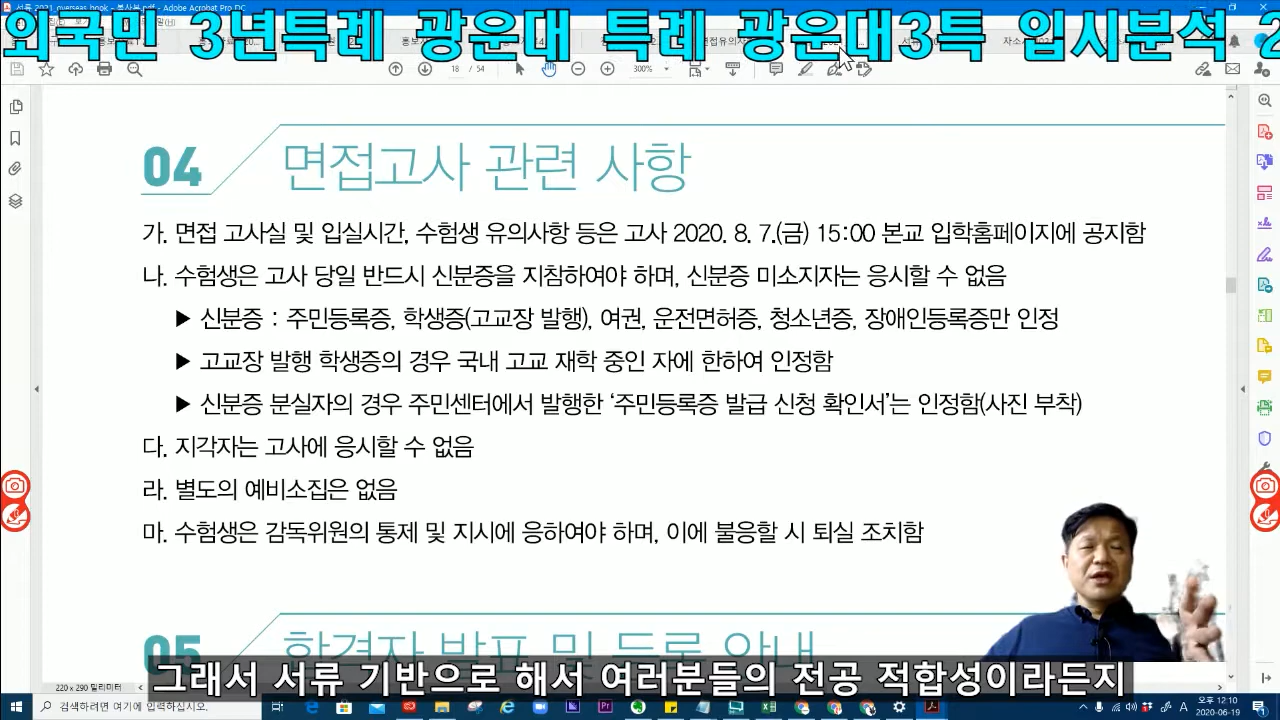 외국민 3년특례 광운대 특례 광운대3특 입시분석 2
18 / 54
300%
04 면접고사 관련 사항
가. 면접 고사실 및 입실시간, 수험생 유의사항 등은 고사 2020. 8. 7.(금) 15:00 본교 입학홈페이지에 공지함
나. 수험생은 고사 당일 반드시 신분증을 지참하여야 하며, 신분증 미소지자는 응시할 수 없음
▶ 신분증 : 주민등록증, 학생증(고교장 발행), 여권, 운전면허증, 청소년증, 장애인등록증만 인정
▶ 고교장 발행 학생증의 경우 국내 고교 재학 중인 자에 한하여 인정함
▶ 신분증 분실자의 경우 주민센터에서 발행한 ‘주민등록증 발급 신청 확인서’는 인정함(사진 부착)
다. 지각자는 고사에 응시할 수 없음
라. 별도의 예비소집은 없음
마. 수험생은 감독위원의 통제 및 지시에 응하여야 하며, 이에 불응할 시 퇴실 조치함
05 합격자 발표 및 등록 안내
그래서 서류 기반으로 해서 여러분들의 전공 적합성이라든지
220 x 290 밀리미터
검색하려면 여기에 입력하십시오.
오후 12:10
2020-06-19